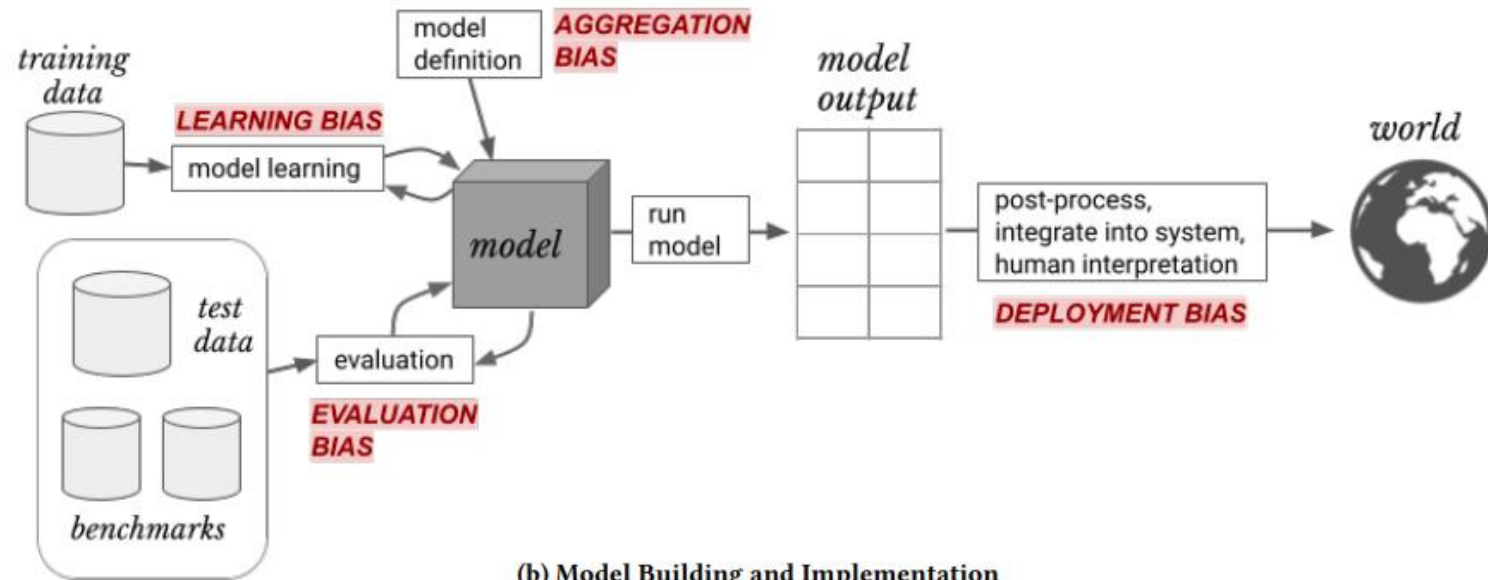 training
data
LEARNING BIAS
model learning
model
definition
AGGREGATION
BIAS
model
test
data
benchmarks
evaluation
EVALUATION
BIAS
run
model
model
output
post-process,
integrate into system,
human interpretation
DEPLOYMENT BIAS
world
(b) Model Building and Implementation